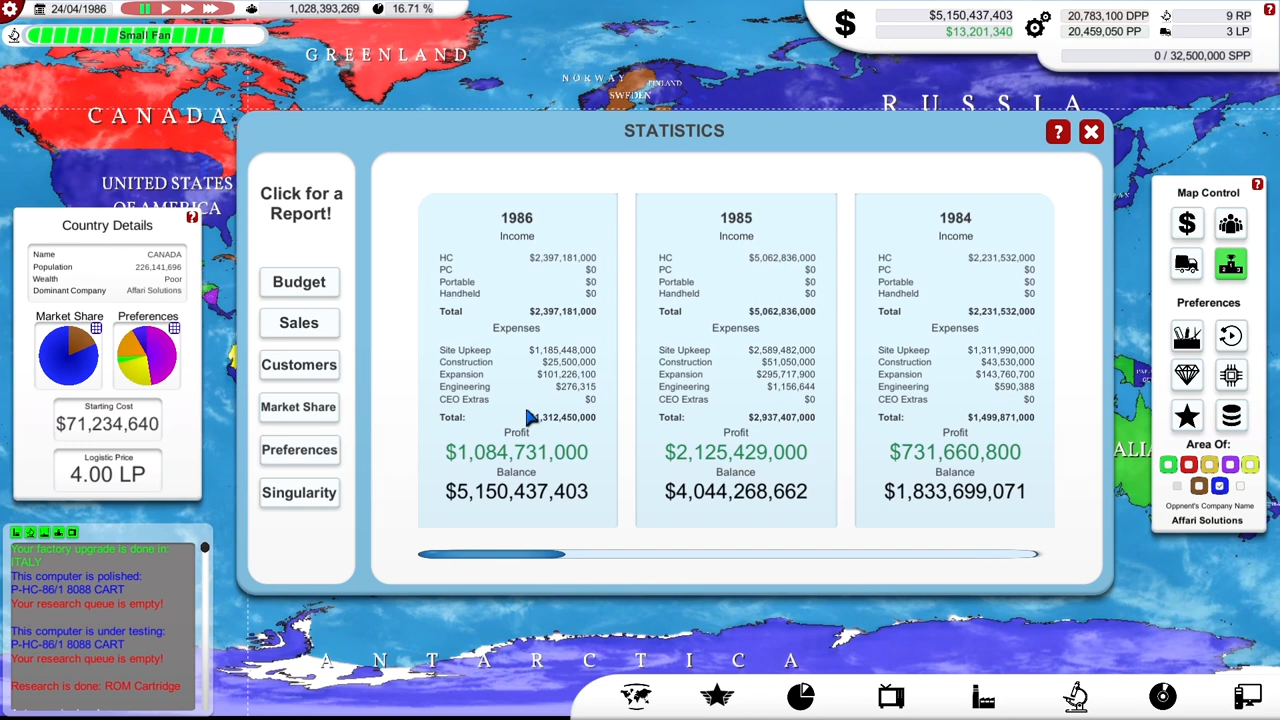 24/04/1986
1,028,393,269
16.71 %
$5,150,437,403
$13,201,340
20,783,100 DPP
20,459,050 PP
9 RP
3 LP
0 / 32,500,000 SPP
?
Small Fan
GREENLAND
NORWAY
FINLAND
SWEDEN
RUSSIA
CANADA
UNITED STATES
OF AMERICA
ANTARCTICA
STATISTICS
?
Click for a
Report!
Budget
Sales
Customers
Market Share
Preferences
Singularity
1986
Income
HC $2,397,181,000
PC $0
Portable $0
Handheld $0
Total $2,397,181,000
Expenses
Site Upkeep $1,185,448,000
Construction $25,500,000
Expansion $101,226,100
Engineering $276,315
CEO Extras $0
Total: ,312,450,000
Profit
$1,084,731,000
Balance
$5,150,437,403
1985
Income
HC $5,062,836,000
PC $0
Portable $0
Handheld $0
Total $5,062,836,000
Expenses
Site Upkeep $2,589,482,000
Construction $51,050,000
Expansion $295,717,900
Engineering $1,156,644
CEO Extras $0
Total: $2,937,407,000
Profit
$2,125,429,000
Balance
$4,044,268,662
1984
Income
HC $2,231,532,000
PC $0
Portable $0
Handheld $0
Total $2,231,532,000
Expenses
Site Upkeep $1,311,990,000
Construction $43,530,000
Expansion $143,760,700
Engineering $590,388
CEO Extras $0
Total: $1,499,871,000
Profit
$731,660,800
Balance
$1,833,699,071
Country Details
?
Name CANADA
Population 226,141,696
Wealth Poor
Dominant Company Affari Solutions
Market Share
Preferences
Starting Cost
$71,234,640
Logistic Price
4.00 LP
Your factory upgrade is done in:
ITALY
This computer is polished:
P-HC-86/1 8088 CART
Your research queue is empty!
This computer is under testing:
P-HC-86/1 8088 CART
Your research queue is empty!
Research is done: ROM Cartridge
?
Map Control
$
Preferences
Area Of:
Oppnent's Company Name
Affari Solutions
ALI